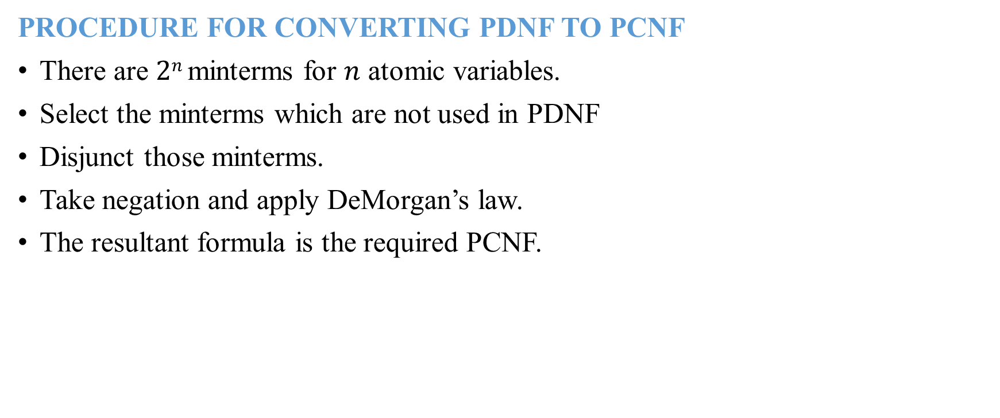 PROCEDURE FOR CONVERTING PDNF TO PCNF
• There are 2ⁿ minterms for n atomic variables.
• Select the minterms which are not used in PDNF
• Disjunct those minterms.
• Take negation and apply DeMorgan’s law.
• The resultant formula is the required PCNF.